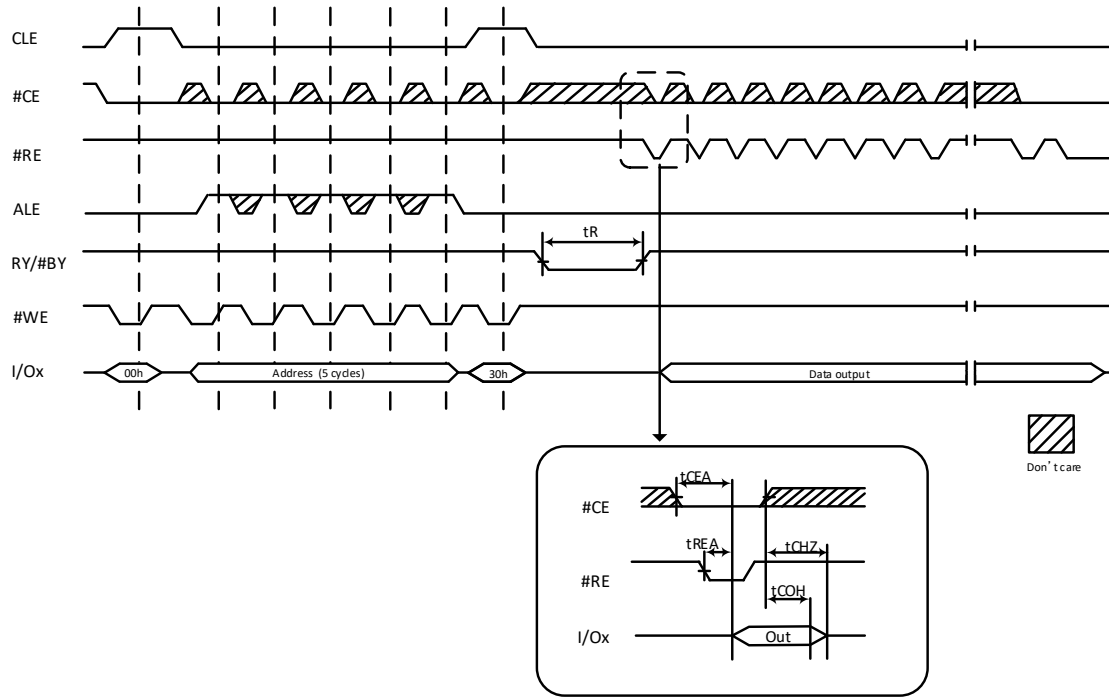 CLE
#CE
#RE
ALE
RY/#BY
tR
#WE
I/Ox
00h
Address (5 cycles)
30h
Data output
Don't care
#CE
tCEA
#RE
tREA
tCHZ
tCOH
I/Ox
Out